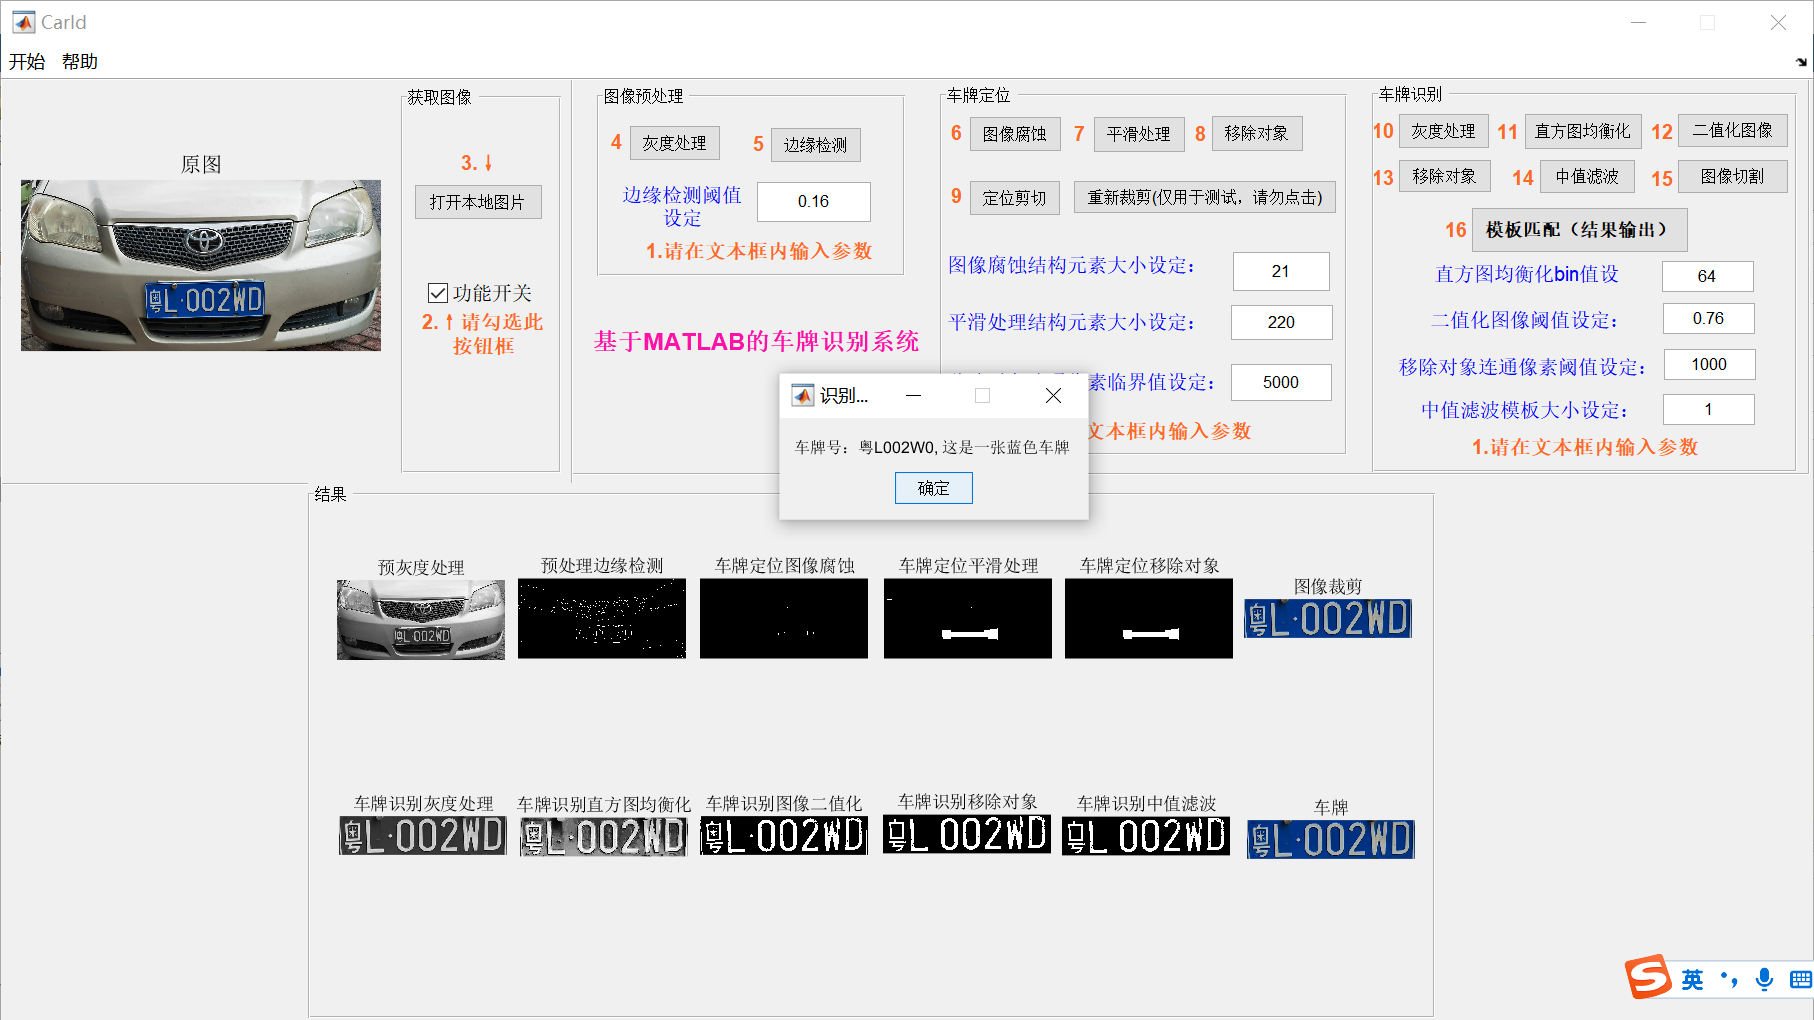 CarId
开始 帮助
原图
粤L·002WD
获取图像
3.↓
打开本地图片
功能开关
2.↑请勾选此
按钮框
图像预处理
4 灰度处理
5 边缘检测
边缘检测阈值
设定
0.16
1.请在文本框内输入参数
基于MATLAB的车牌识别系统
车牌定位
6 图像腐蚀
7 平滑处理
8 移除对象
9 定位剪切
重新裁剪(仅用于测试，请勿点击)
图像腐蚀结构元素大小设定：
21
平滑处理结构元素大小设定：
220
素临界值设定：
5000
文本框内输入参数
车牌识别
10 灰度处理
11 直方图均衡化
12 二值化图像
13 移除对象
14 中值滤波
15 图像切割
16 模板匹配（结果输出）
直方图均衡化bin值设
64
二值化图像阈值设定：
0.76
移除对象连通像素阈值设定：
1000
中值滤波模板大小设定：
1
1.请在文本框内输入参数
识别...
车牌号：粤L002W0, 这是一张蓝色车牌
确定
结果
预灰度处理
粤L·002WD
预处理边缘检测
车牌定位图像腐蚀
车牌定位平滑处理
车牌定位移除对象
图像裁剪
粤L·002WD
车牌识别灰度处理
粤L·002WD
车牌识别直方图均衡化
粤L·002WD
车牌识别图像二值化
粤L·002WD
车牌识别移除对象
L 002WD
车牌识别中值滤波
L 002WD
车牌
粤L·002WD
S 英